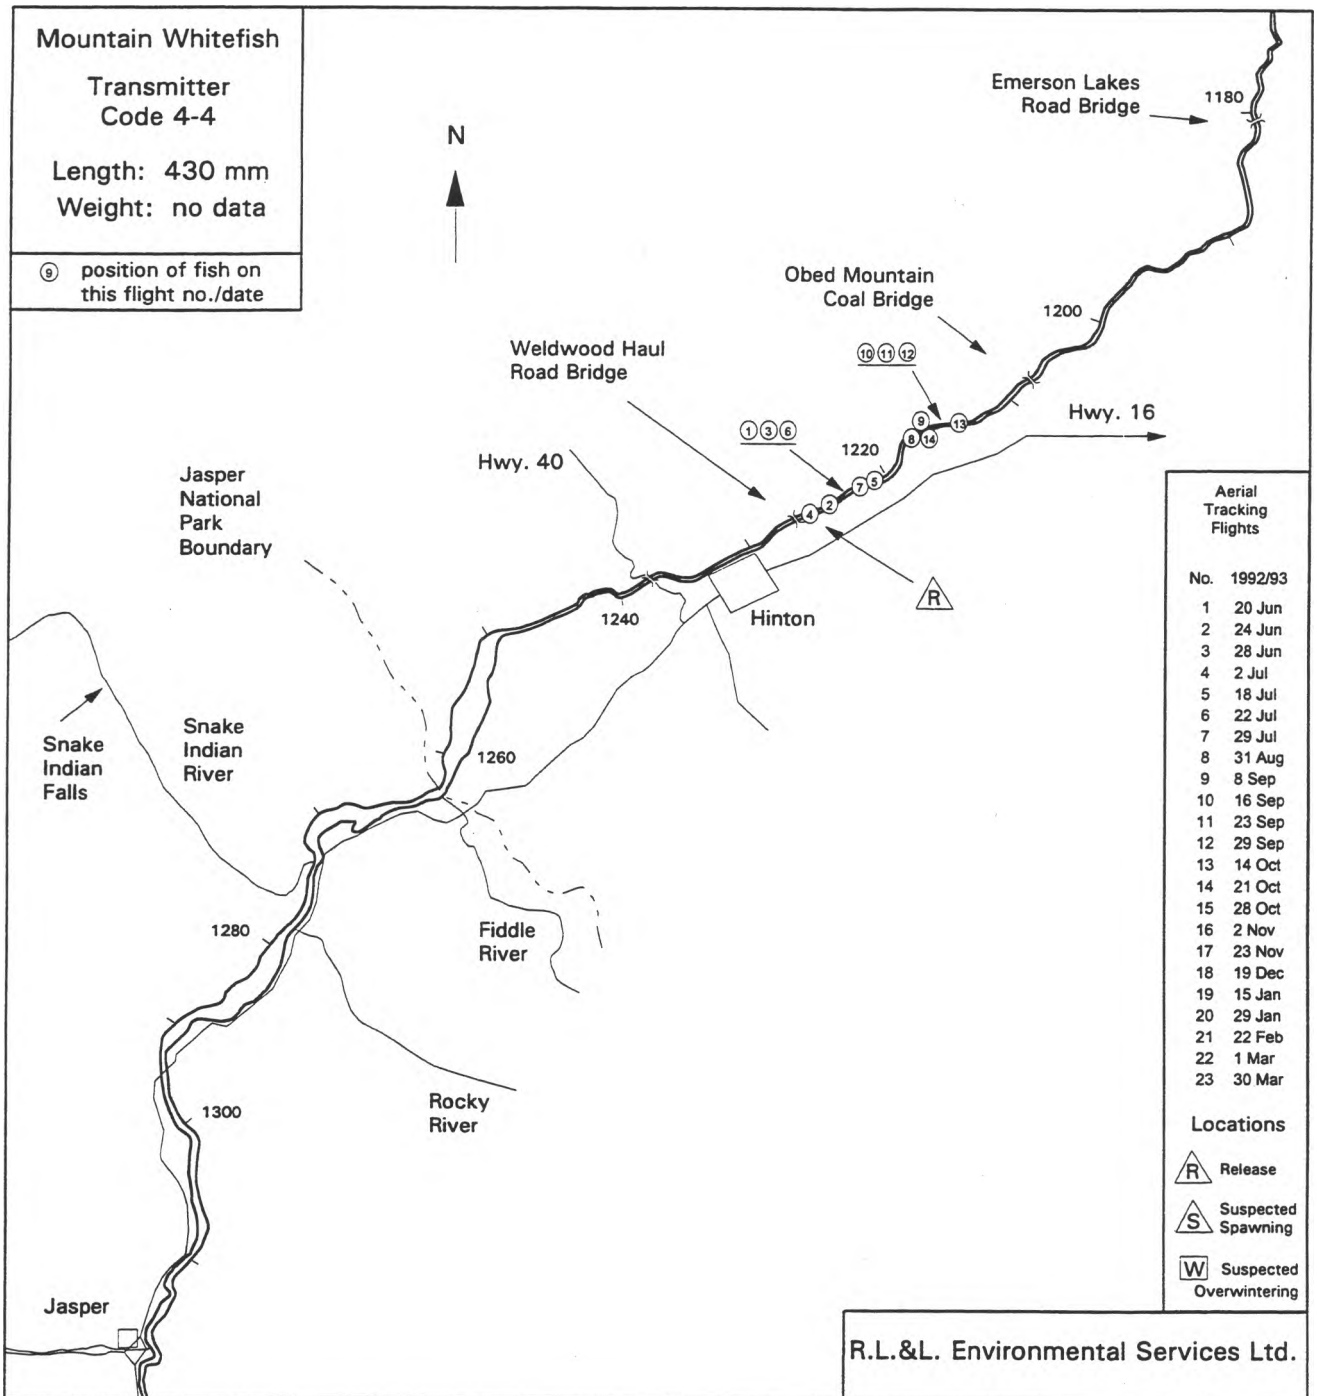 Mountain Whitefish
Transmitter
Code 4-4
Length: 430 mm
Weight: no data
9 position of fish on
this flight no./date
N
Emerson Lakes
Road Bridge
1180
Obed Mountain
Coal Bridge
1200
Weldwood Haul
Road Bridge
10 11 12
Hwy. 16
9
13
8 14
1 3 6
1220
Hwy. 40
7 5
2
4
R
Jasper
National
Park
Boundary
Hinton
1240
Snake
Indian
Falls
Snake
Indian
River
1260
1280
Fiddle
River
Rocky
River
1300
Jasper
Aerial
Tracking
Flights
No. 1992/93
1 20 Jun
2 24 Jun
3 28 Jun
4 2 Jul
5 18 Jul
6 22 Jul
7 29 Jul
8 31 Aug
9 8 Sep
10 16 Sep
11 23 Sep
12 29 Sep
13 14 Oct
14 21 Oct
15 28 Oct
16 2 Nov
17 23 Nov
18 19 Dec
19 15 Jan
20 29 Jan
21 22 Feb
22 1 Mar
23 30 Mar
Locations
R Release
S Suspected
Spawning
W Suspected
Overwintering
R.L.&L. Environmental Services Ltd.